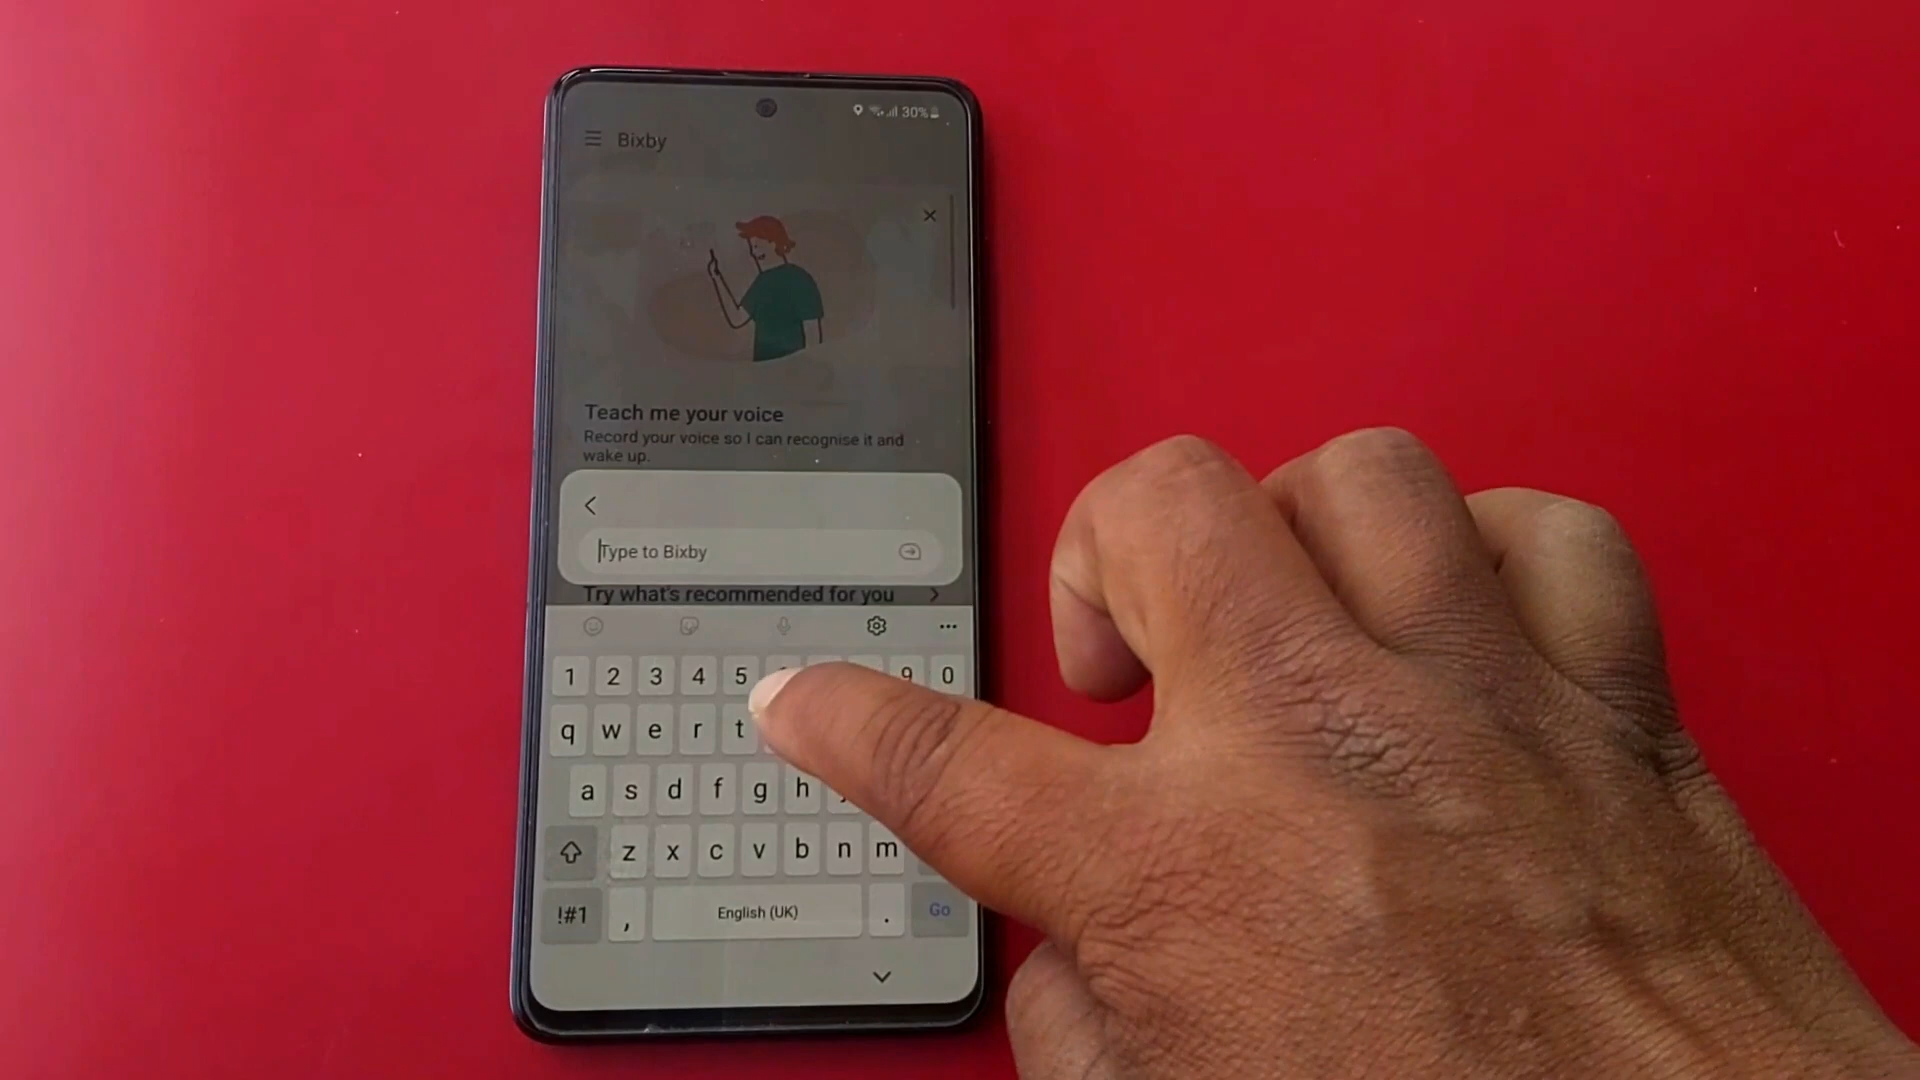 30%
Bixby
Teach me your voice
Record your voice so I can recognise it and
wake up.
Type to Bixby
Try what's recommended for you
1 2 3 4 5 9 0
q w e r t
a s d f g h
z x c v b n m
!#1 , English (UK) . Go